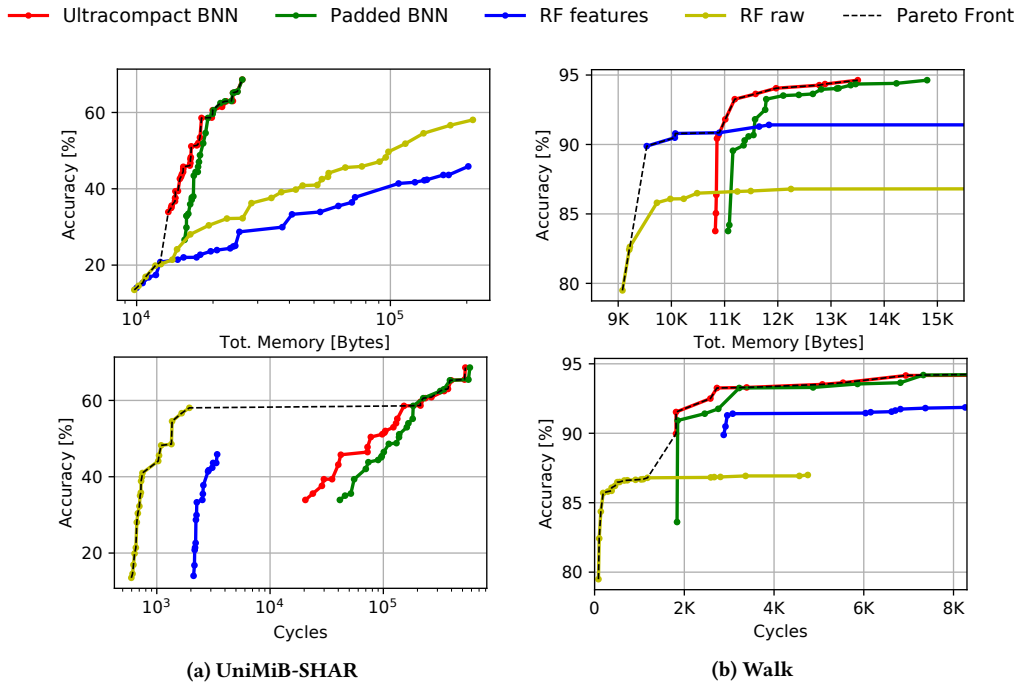 Ultracompact BNN Padded BNN RF features RF raw Pareto Front
Accuracy [%]
60
40
20
10^4 10^5
Tot. Memory [Bytes]
Accuracy [%]
95
90
85
80
9K 10K 11K 12K 13K 14K 15K
Tot. Memory [Bytes]
Accuracy [%]
80
60
40
20
10^3 10^4 10^5
Cycles
(a) UniMiB-SHAR
Accuracy [%]
95
90
85
80
0 2K 4K 6K 8K
Cycles
(b) Walk